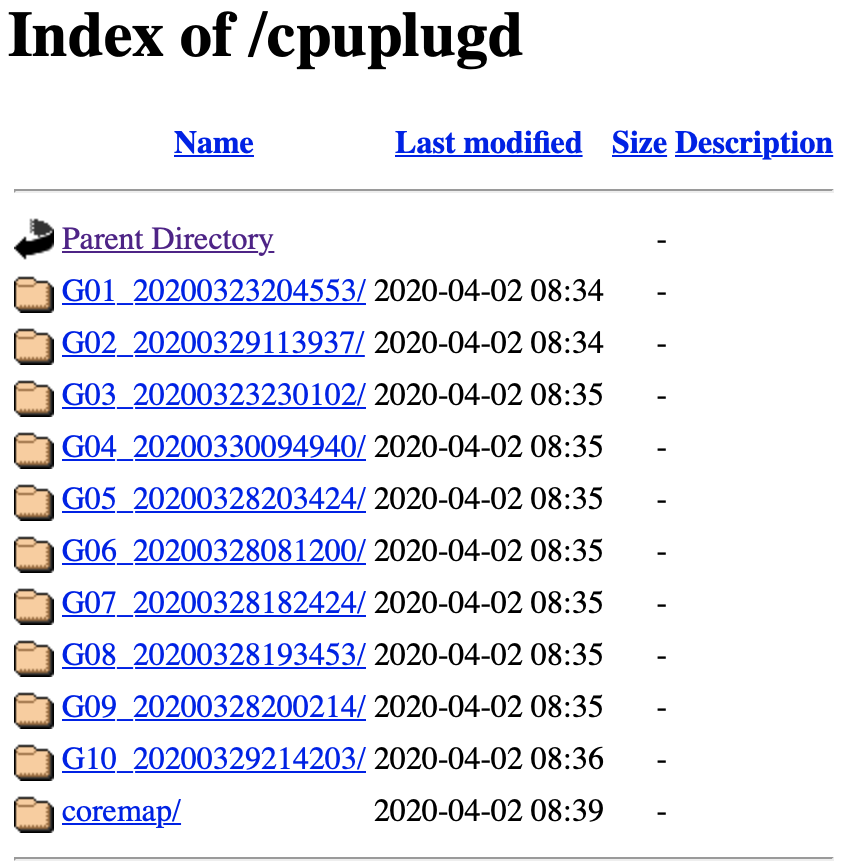 Index of /cpuplugd
Name Last modified Size Description
Parent Directory -
G01_20200323204553/ 2020-04-02 08:34 -
G02_20200329113937/ 2020-04-02 08:34 -
G03_20200323230102/ 2020-04-02 08:35 -
G04_20200330094940/ 2020-04-02 08:35 -
G05_20200328203424/ 2020-04-02 08:35 -
G06_20200328081200/ 2020-04-02 08:35 -
G07_20200328182424/ 2020-04-02 08:35 -
G08_20200328193453/ 2020-04-02 08:35 -
G09_20200328200214/ 2020-04-02 08:35 -
G10_20200329214203/ 2020-04-02 08:36 -
coremap/ 2020-04-02 08:39 -